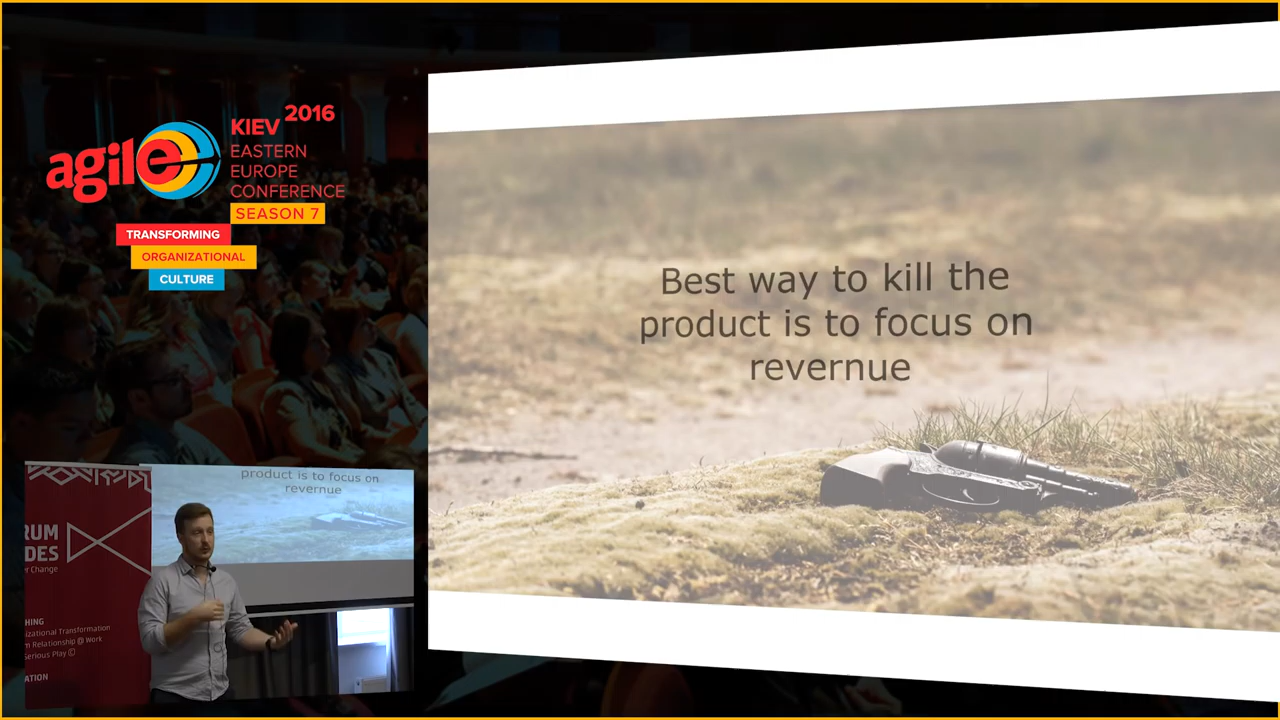 agile
KIEV 2016
EASTERN
EUROPE
CONFERENCE
SEASON 7
TRANSFORMING
ORGANIZATIONAL
CULTURE
Best way to kill the
product is to focus on
revernue
product is to focus on
revernue
RUM
DES
r Change
HING
izational Transformation
m Relationship @ Work
Serious Play ©
ATION